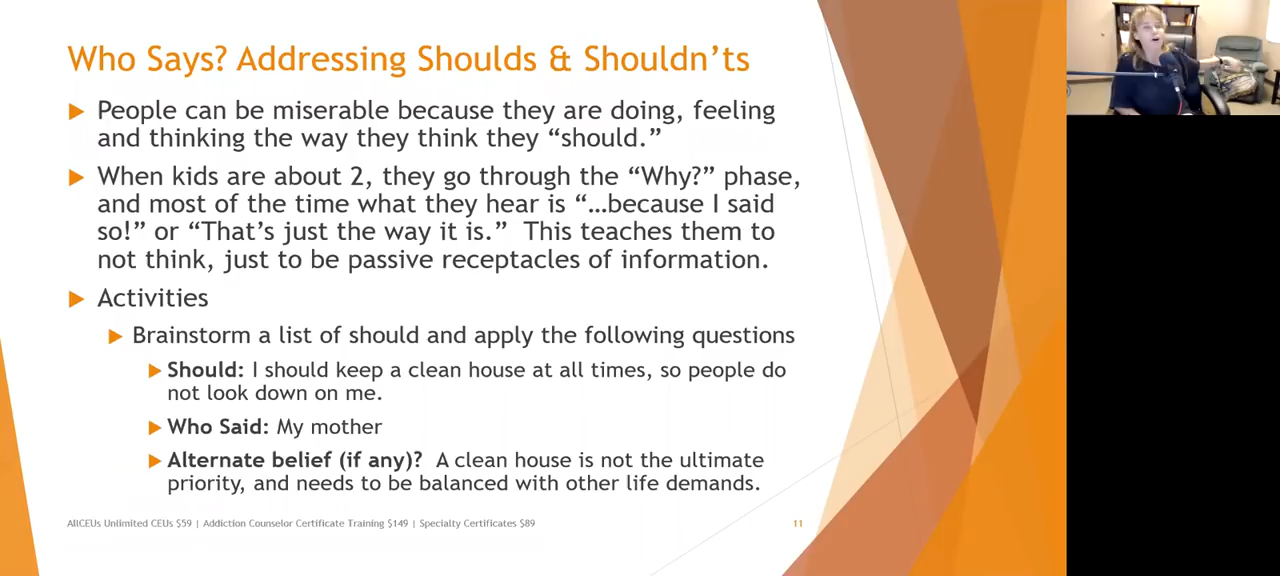 Who Says? Addressing Shoulds & Shouldn’ts
People can be miserable because they are doing, feeling
and thinking the way they think they “should.”
When kids are about 2, they go through the “Why?” phase,
and most of the time what they hear is “…because I said
so!” or “That’s just the way it is.” This teaches them to
not think, just to be passive receptacles of information.
Activities
Brainstorm a list of should and apply the following questions
Should: I should keep a clean house at all times, so people do
not look down on me.
Who Said: My mother
Alternate belief (if any)? A clean house is not the ultimate
priority, and needs to be balanced with other life demands.
AllCEUs Unlimited CEUs $59 | Addiction Counselor Certificate Training $149 | Specialty Certificates $89
11